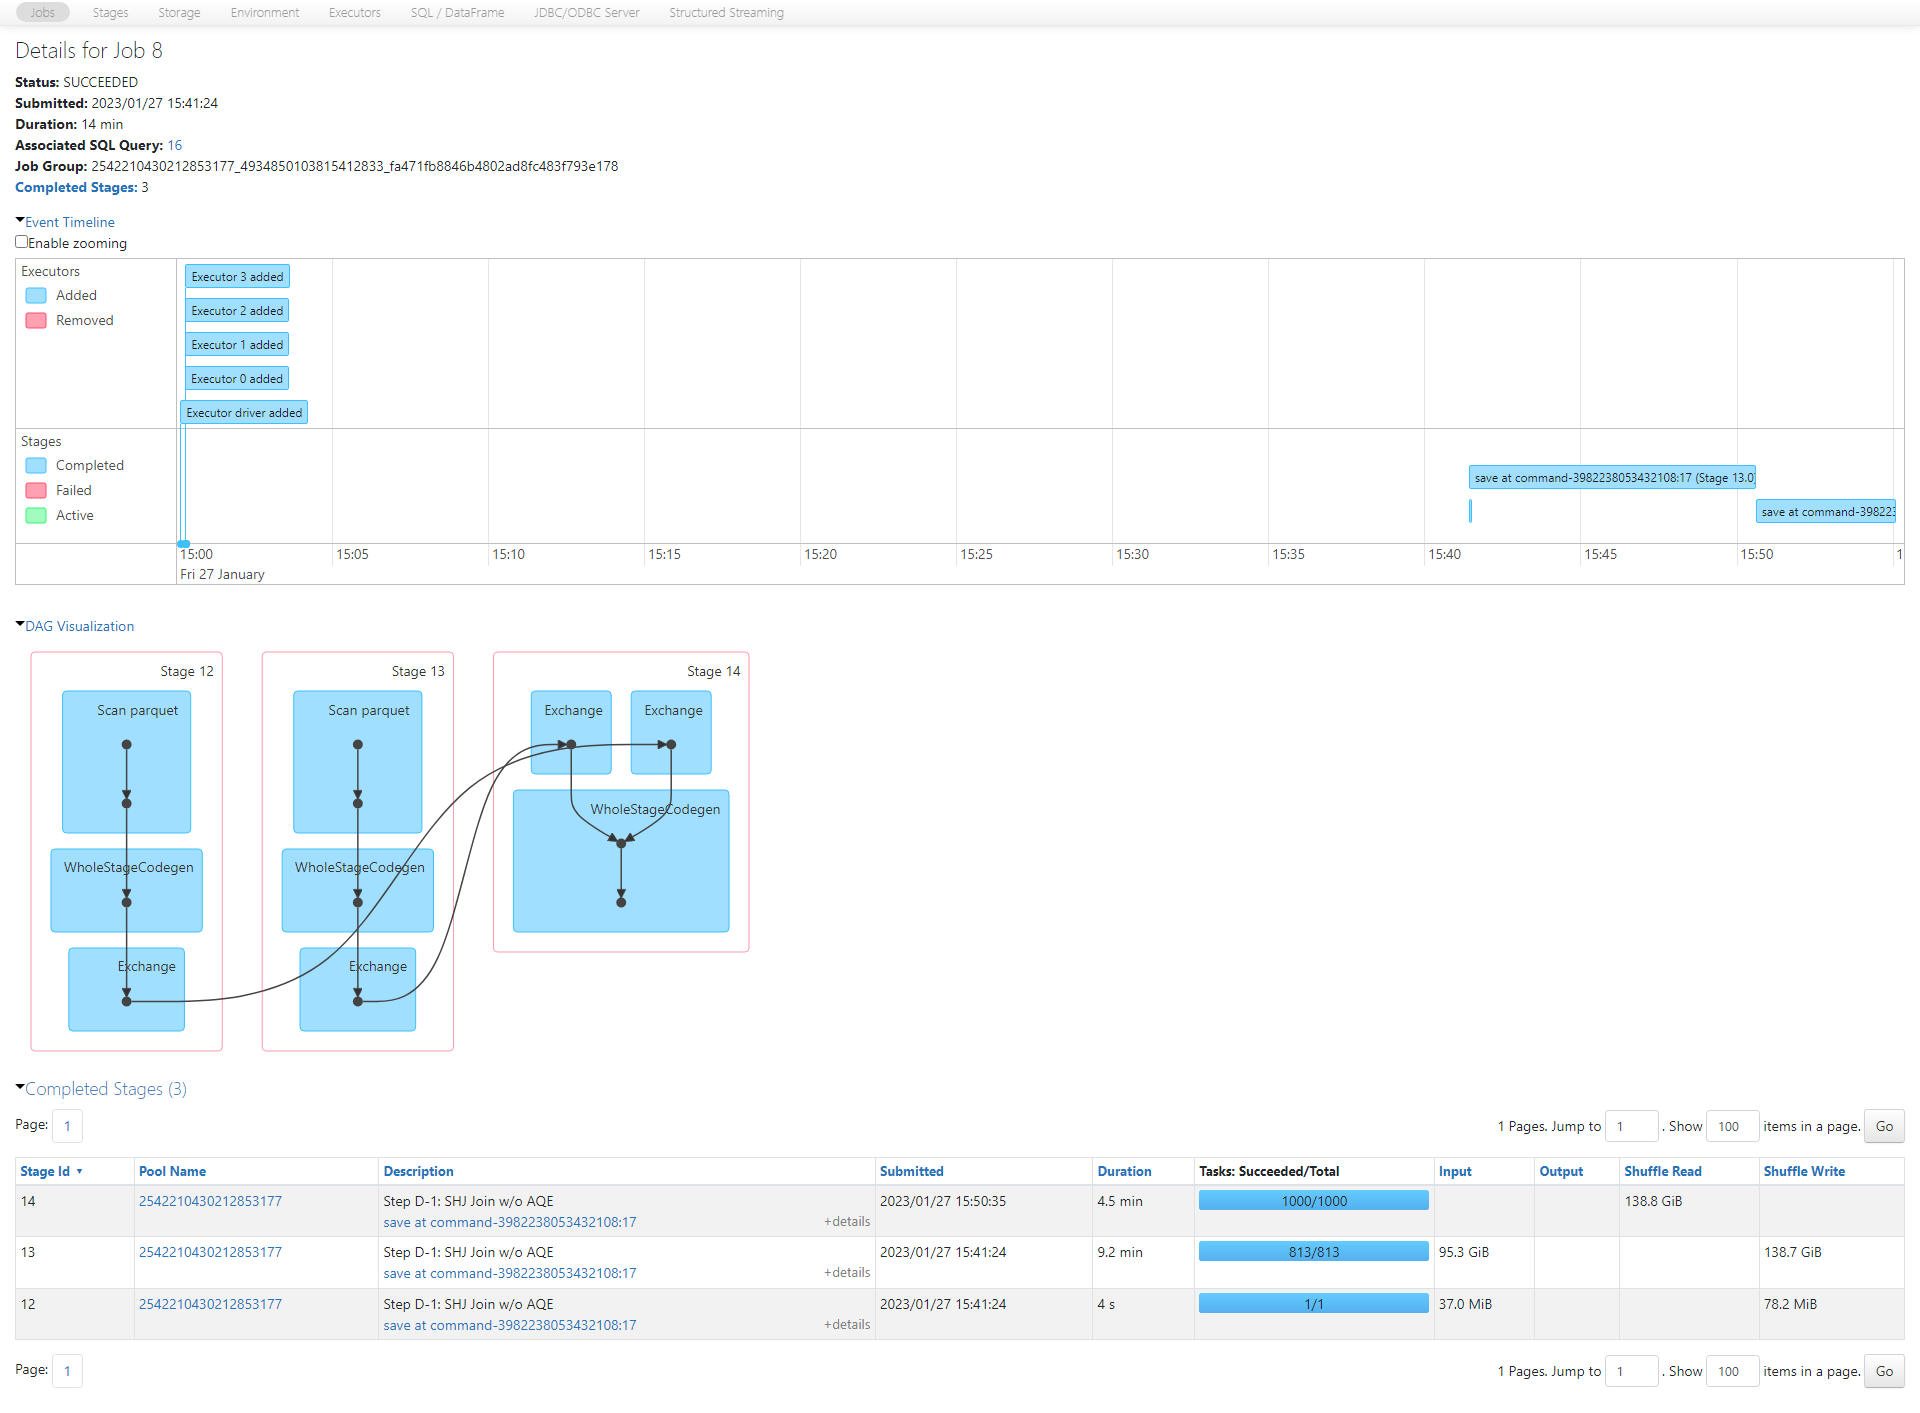 Jobs Stages Storage Environment Executors SQL / DataFrame JDBC/ODBC Server Structured Streaming
Details for Job 8
Status: SUCCEEDED
Submitted: 2023/01/27 15:41:24
Duration: 14 min
Associated SQL Query: 16
Job Group: 2542210430212853177_4934850103815412833_fa471fb8846b4802ad8fc483f793e178
Completed Stages: 3
Event Timeline
Enable zooming
Executors
Added
Removed
Executor 3 added
Executor 2 added
Executor 1 added
Executor 0 added
Executor driver added
Stages
Completed
Failed
Active
save at command-3982238053432108:17 (Stage 13.0)
save at command-398223
15:00 15:05 15:10 15:15 15:20 15:25 15:30 15:35 15:40 15:45 15:50 1
Fri 27 January
DAG Visualization
Stage 12
Scan parquet
WholeStageCodegen
Exchange
Stage 13
Scan parquet
WholeStageCodegen
Exchange
Stage 14
Exchange Exchange
WholeStageCodegen
Completed Stages (3)
Page: 1 1 Pages. Jump to 1 . Show 100 items in a page. Go
Stage Id ▾ Pool Name Description Submitted Duration Tasks: Succeeded/Total Input Output Shuffle Read Shuffle Write
14 2542210430212853177 Step D-1: SHJ Join w/o AQE 2023/01/27 15:50:35 4.5 min 1000/1000 138.8 GiB
save at command-3982238053432108:17 +details
13 2542210430212853177 Step D-1: SHJ Join w/o AQE 2023/01/27 15:41:24 9.2 min 813/813 95.3 GiB 138.7 GiB
save at command-3982238053432108:17 +details
12 2542210430212853177 Step D-1: SHJ Join w/o AQE 2023/01/27 15:41:24 4 s 1/1 37.0 MiB 78.2 MiB
save at command-3982238053432108:17 +details
Page: 1 1 Pages. Jump to 1 . Show 100 items in a page. Go